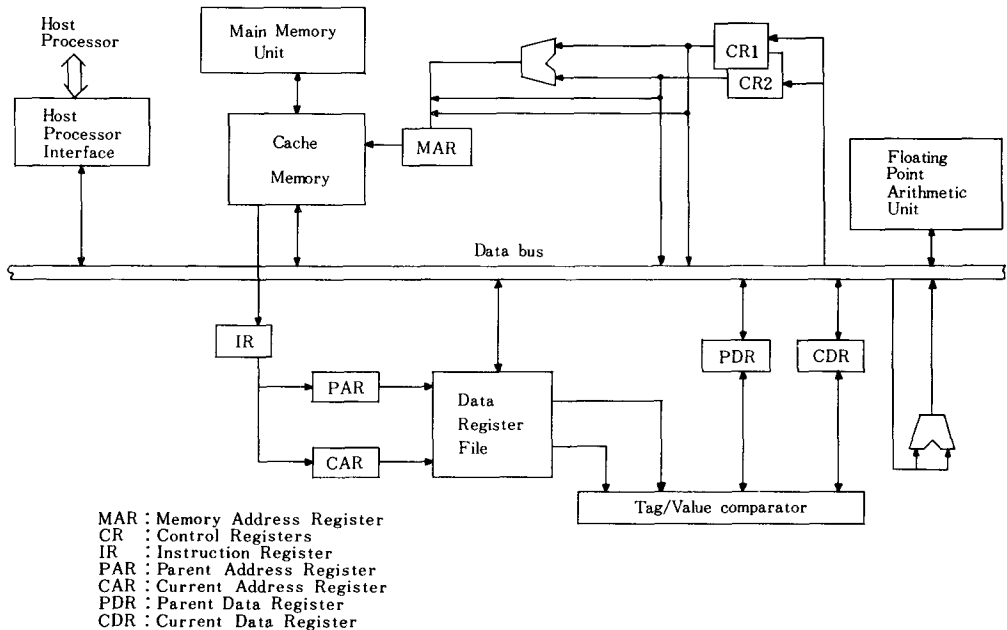 Host
Processor
Main Memory
Unit
CR1
CR2
Host
Processor
Interface
Cache
Memory
MAR
Floating
Point
Arithmetic
Unit
Data bus
IR
PAR
CAR
Data
Register
File
PDR
CDR
Tag/Value comparator
MAR : Memory Address Register
CR : Control Registers
IR : Instruction Register
PAR : Parent Address Register
CAR : Current Address Register
PDR : Parent Data Register
CDR : Current Data Register